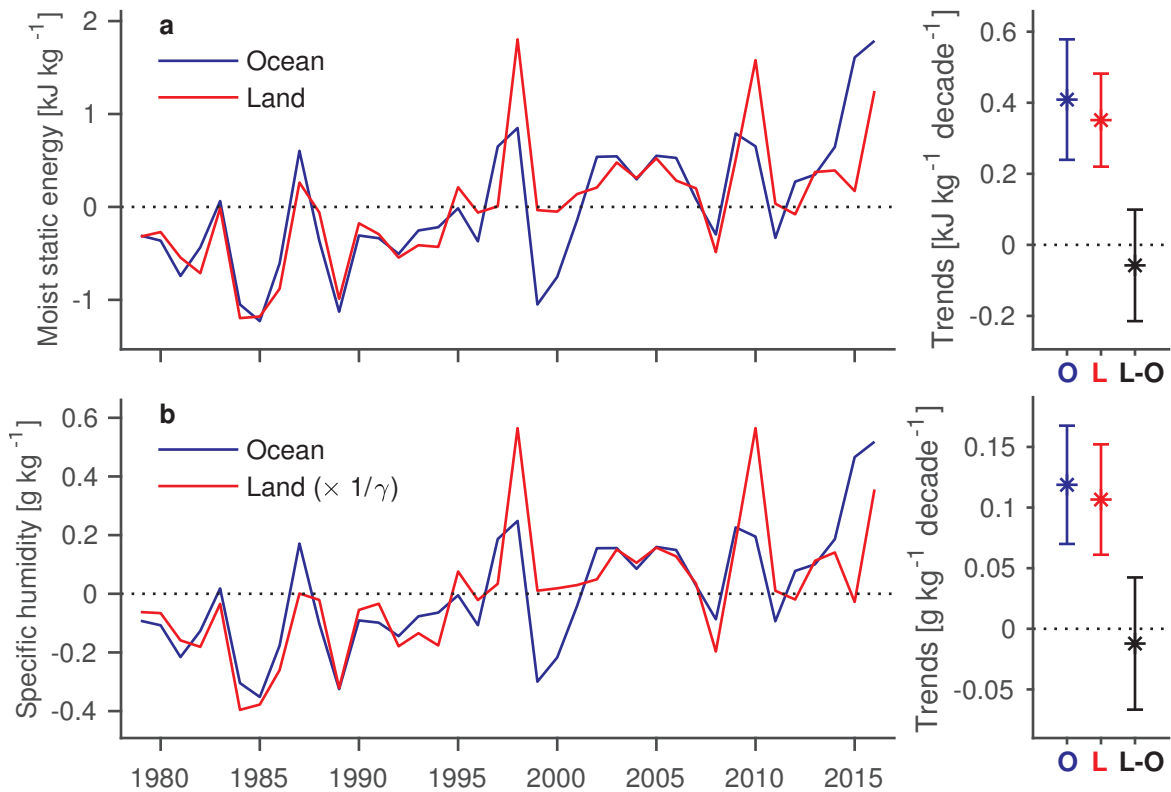 a
Ocean
Land
Moist static energy [kJ kg⁻¹]
2
1
0
-1
Trends [kJ kg⁻¹ decade⁻¹]
0.6
0.4
0.2
0
-0.2
O L L-O
b
Ocean
Land (× 1/γ)
Specific humidity [g kg⁻¹]
0.6
0.4
0.2
0
-0.2
-0.4
1980 1985 1990 1995 2000 2005 2010 2015
Trends [g kg⁻¹ decade⁻¹]
0.15
0.1
0.05
0
-0.05
O L L-O